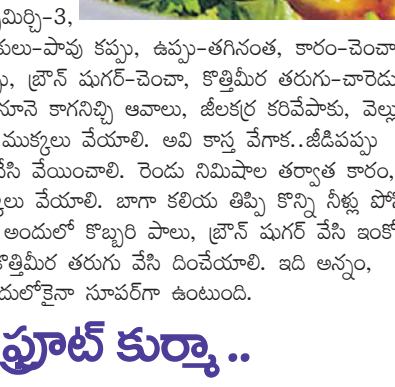 మిర్చి-3,
కులు-పావు కప్పు, ఉప్పు-తగినంత, కారం-చెంచా
బ్రౌన్ షుగర్-చెంచా, కొత్తిమీర తరుగు-చారెడు
నూనె కాగనిచ్చి ఆవాలు, జీలకర్ర కరివేపాకు, వెల్లు
ముక్కలు వేయాలి. అవి కాస్త వేగాక..జీడిపప్పు
వేసి వేయించాలి. రెండు నిమిషాల తర్వాత కారం,
వేయాలి. బాగా కలియ తిప్పి కొన్ని నీళ్లు పో
అందులో కొబ్బరి పాలు, బ్రౌన్ షుగర్ వేసి ఇంకో
కొత్తిమీర తరుగు వేసి దించేయాలి. ఇది అన్నం,
దులోకైనా సూపర్‌గా ఉంటుంది.
ఫ్రూట్ కుర్మా ..